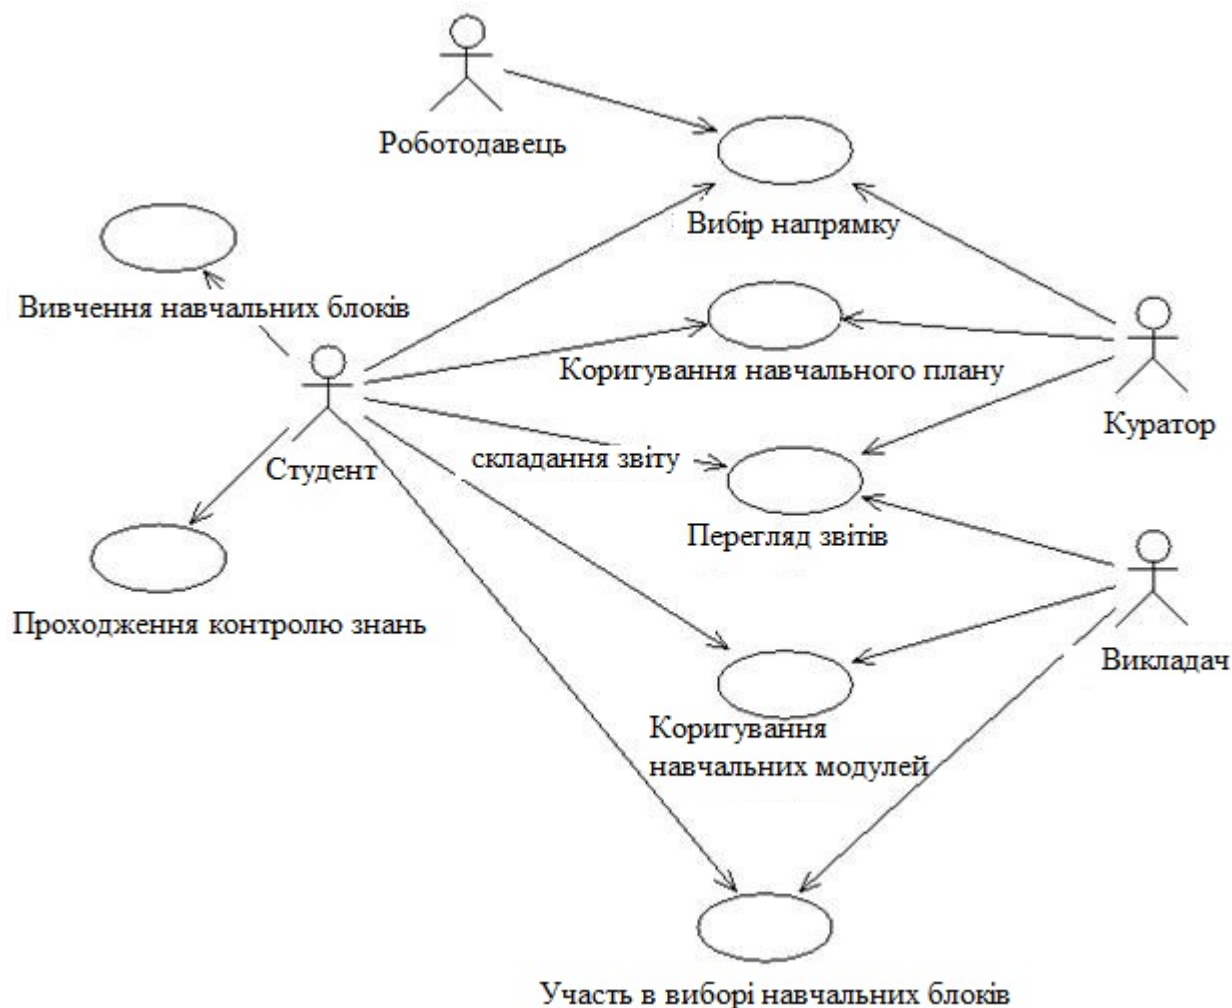 Роботодавець
Вибір напрямку
Вивчення навчальних блоків
Коригування навчального плану
Куратор
складання звіту
Студент
Перегляд звітів
Проходження контролю знань
Викладач
Коригування
навчальних модулей
Участь в виборі навчальних блоків